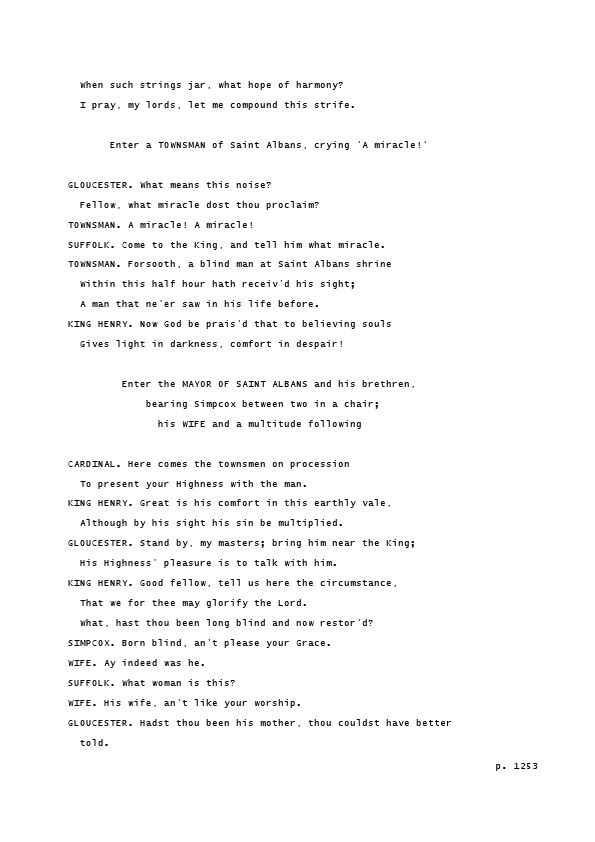 When such strings jar, what hope of harmony?
I pray, my lords, let me compound this strife.
Enter a TOWNSMAN of Saint Albans, crying 'A miracle!'
GLOUCESTER. What means this noise?
Fellow, what miracle dost thou proclaim?
TOWNSMAN. A miracle! A miracle!
SUFFOLK. Come to the King, and tell him what miracle.
TOWNSMAN. Forsooth, a blind man at Saint Albans shrine
Within this half hour hath receiv'd his sight;
A man that ne'er saw in his life before.
KING HENRY. Now God be prais'd that to believing souls
Gives light in darkness, comfort in despair!
Enter the MAYOR OF SAINT ALBANS and his brethren,
bearing Simpcox between two in a chair;
his WIFE and a multitude following
CARDINAL. Here comes the townsmen on procession
To present your Highness with the man.
KING HENRY. Great is his comfort in this earthly vale,
Although by his sight his sin be multiplied.
GLOUCESTER. Stand by, my masters; bring him near the King;
His Highness' pleasure is to talk with him.
KING HENRY. Good fellow, tell us here the circumstance,
That we for thee may glorify the Lord.
What, hast thou been long blind and now restor'd?
SIMPCOX. Born blind, an't please your Grace.
WIFE. Ay indeed was he.
SUFFOLK. What woman is this?
WIFE. His wife, an't like your worship.
GLOUCESTER. Hadst thou been his mother, thou couldst have better
told.
p. 1253